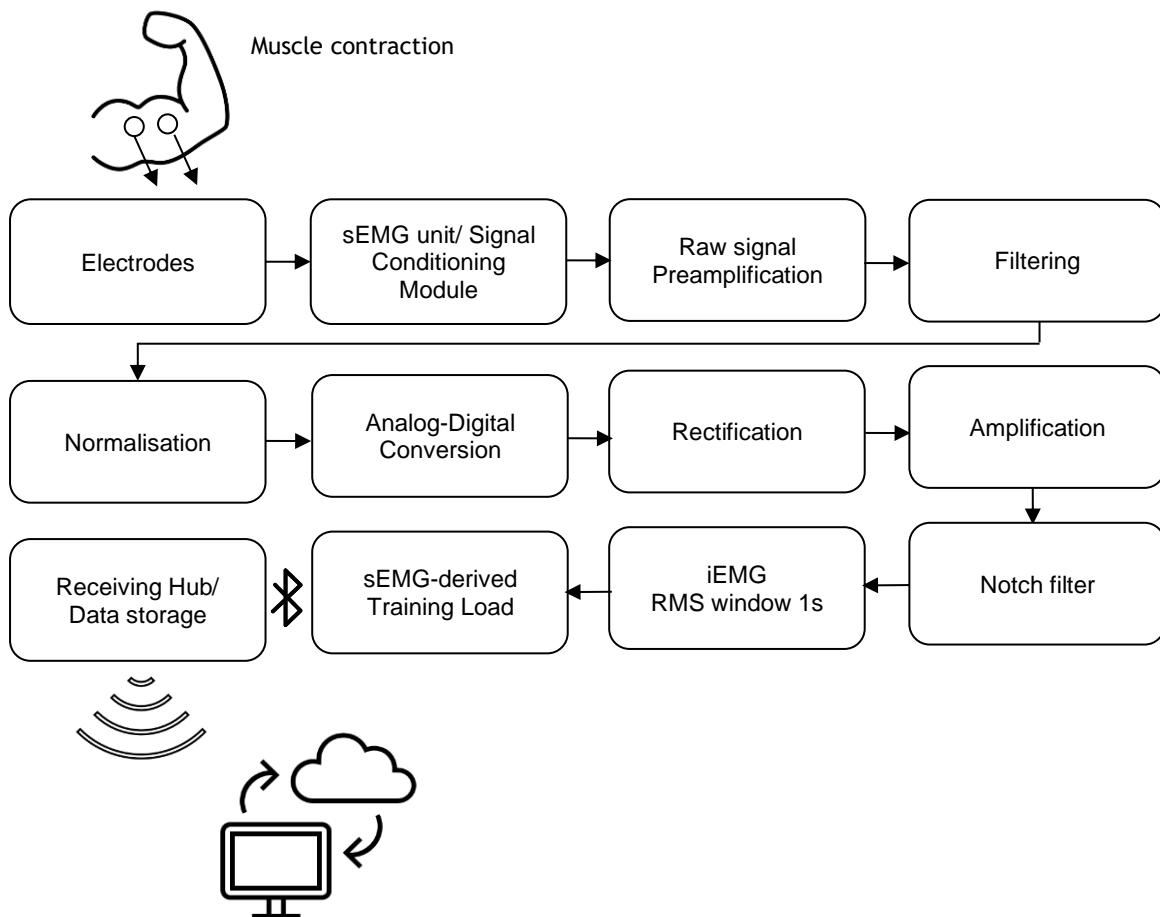 Muscle contraction
Electrodes
sEMG unit/ Signal
Conditioning
Module
Raw signal
Preamplification
Filtering
Normalisation
Analog-Digital
Conversion
Rectification
Amplification
Receiving Hub/
Data storage
sEMG-derived
Training Load
iEMG
RMS window 1s
Notch filter